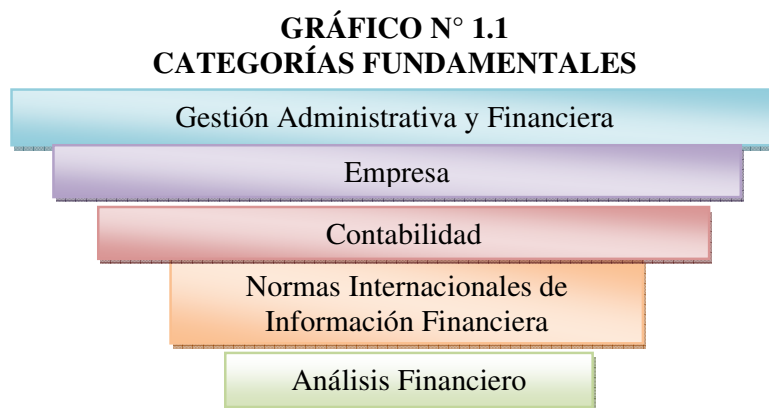 GRÁFICO N° 1.1
CATEGORÍAS FUNDAMENTALES
Gestión Administrativa y Financiera
Empresa
Contabilidad
Normas Internacionales de
Información Financiera
Análisis Financiero